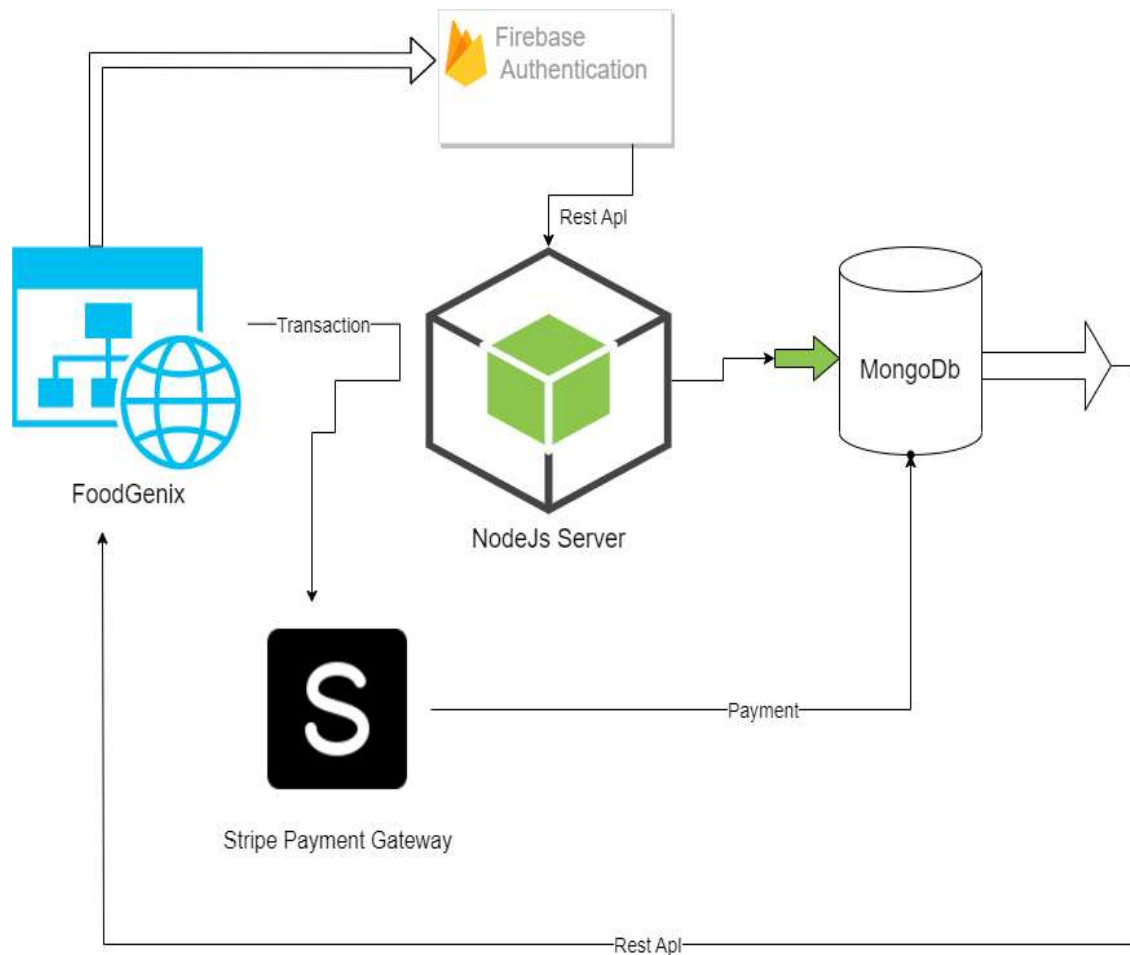 Firebase
Authentication
Rest ApI
Transaction
MongoDb
FoodGenix
NodeJs Server
Payment
S
Stripe Payment Gateway
Rest ApI